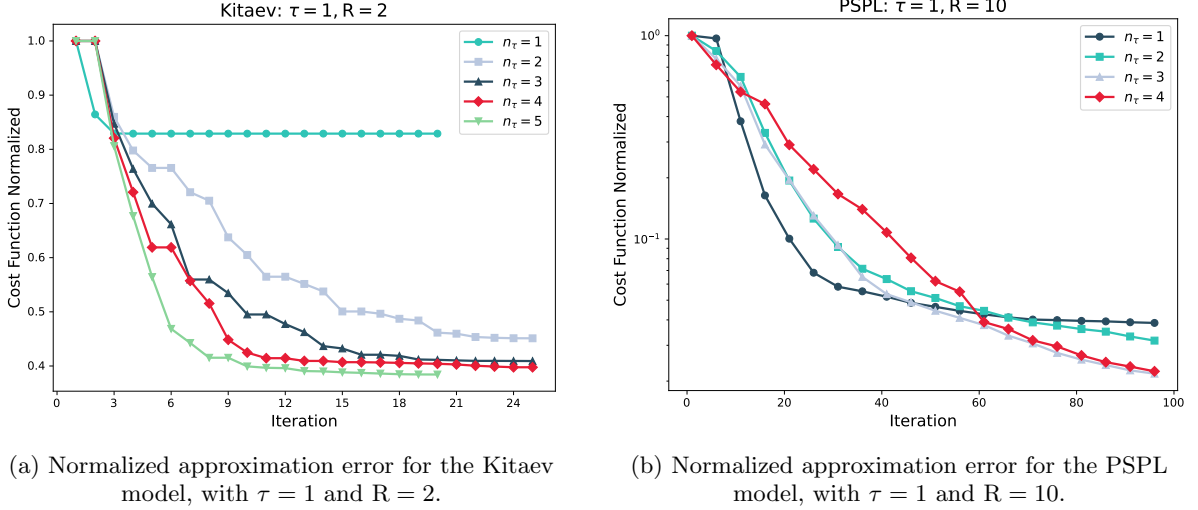 Kitaev: τ = 1, R = 2
Cost Function Normalized
1.0
0.9
0.8
0.7
0.6
0.5
0.4
0 3 6 9 12 15 18 21 24
Iteration
n_τ = 1
n_τ = 2
n_τ = 3
n_τ = 4
n_τ = 5
(a) Normalized approximation error for the Kitaev
model, with τ = 1 and R = 2.
PSPL: τ = 1, R = 10
Cost Function Normalized
10⁰
10⁻¹
0 20 40 60 80 100
Iteration
n_τ = 1
n_τ = 2
n_τ = 3
n_τ = 4
(b) Normalized approximation error for the PSPL
model, with τ = 1 and R = 10.